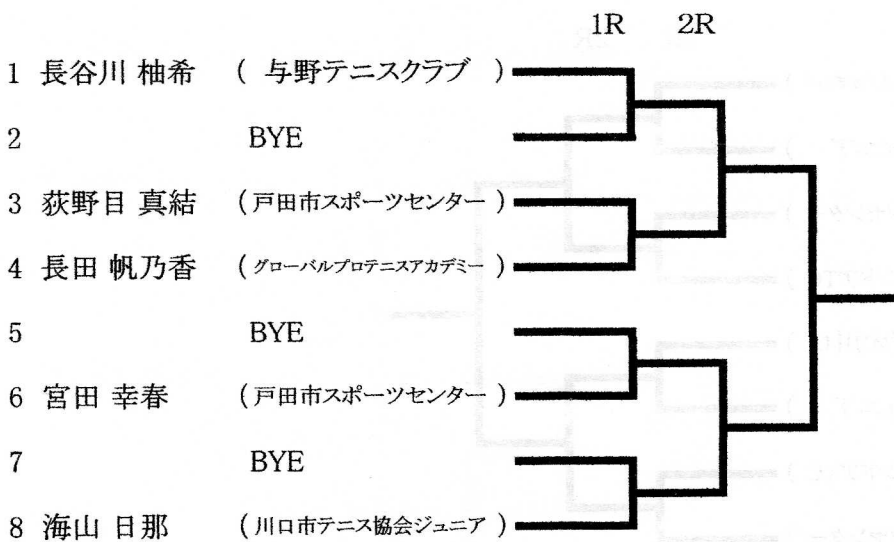 1R 2R
1 長谷川 柚希 ( 与野テニスクラブ )
2 BYE
3 荻野目 真結 (戸田市スポーツセンター)
4 長田 帆乃香 (グローバルプロテニスアカデミー)
5 BYE
6 宮田 幸春 (戸田市スポーツセンター)
7 BYE
8 海山 日那 (川口市テニス協会ジュニア)